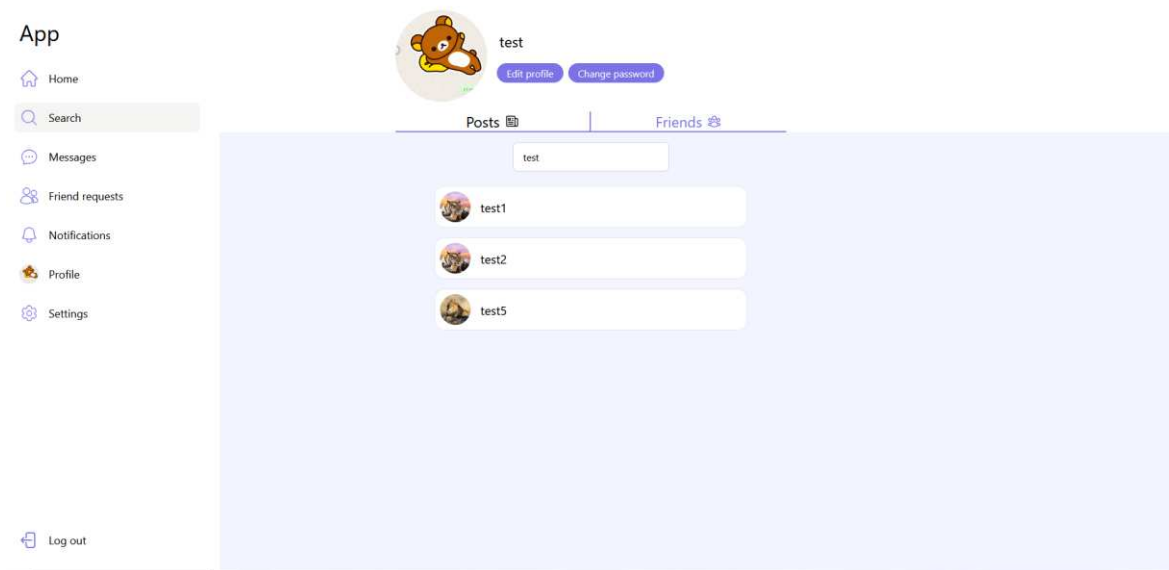 App
Home
Search
Messages
Friend requests
Notifications
Profile
Settings
Log out
test
Edit profile
Change password
Posts
Friends
test
test1
test2
test5